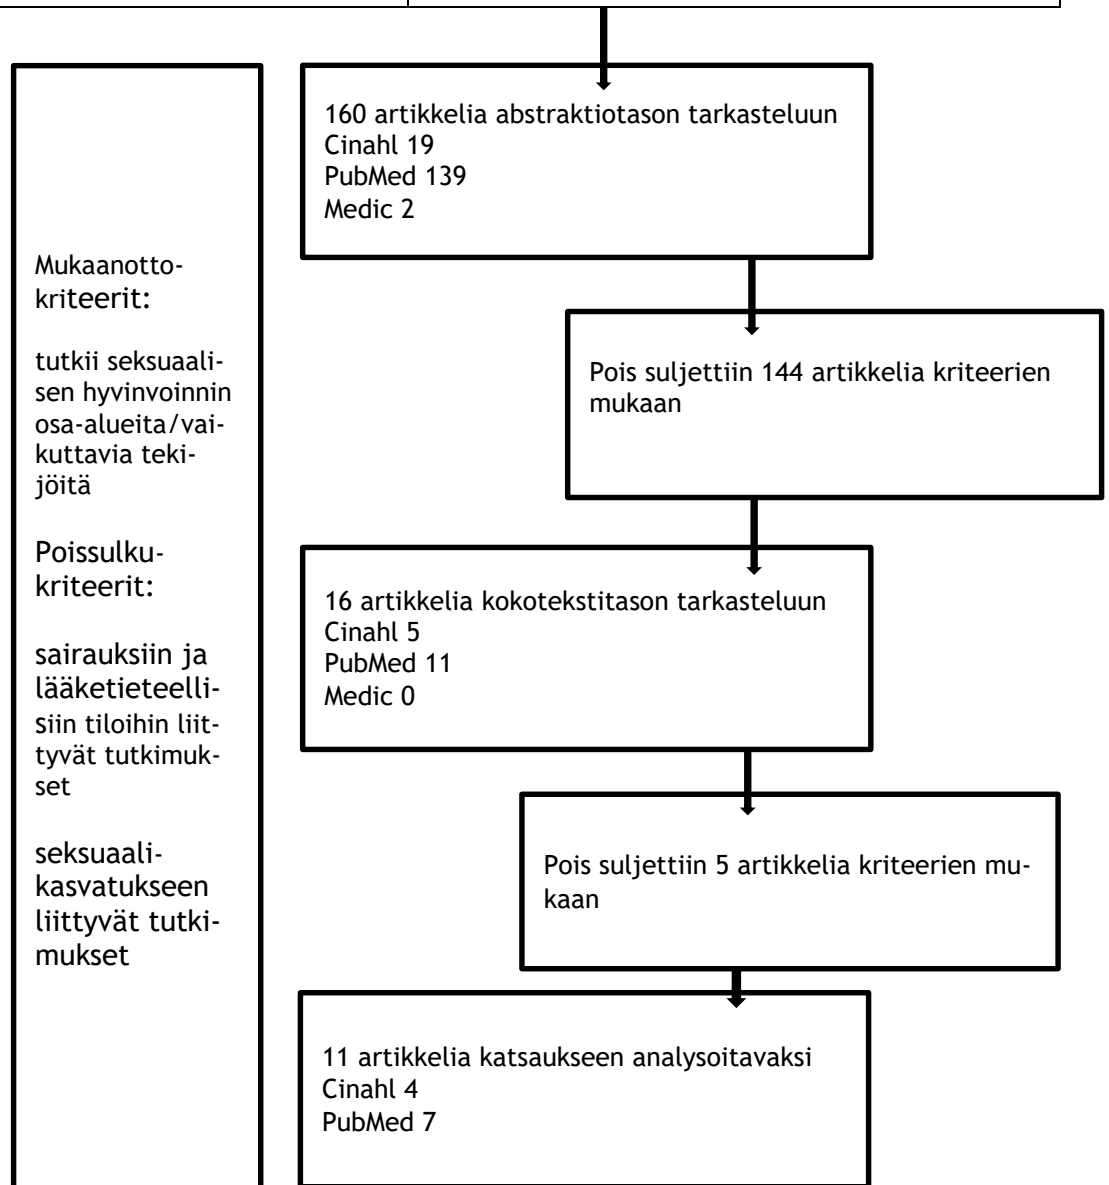 160 artikkelia abstraktiotason tarkasteluun
Cinahl 19
PubMed 139
Medic 2
Mukaanotto-
kriteerit:
tutkii seksuaali-
sen hyvinvoinnin
osa-alueita/vai-
kuttavia teki-
jöitä
Poissulku-
kriteerit:
sairauksiin ja
lääketieteelli-
siin tiloihin liit-
tyvät tutkimuk-
set
seksuaali-
kasvatukseen
liittyvät tutki-
mukset
Pois suljettiin 144 artikkelia kriteerien
mukaan
16 artikkelia kokotekstitason tarkasteluun
Cinahl 5
PubMed 11
Medic 0
Pois suljettiin 5 artikkelia kriteerien mu-
kaan
11 artikkelia katsaukseen analysoitavaksi
Cinahl 4
PubMed 7